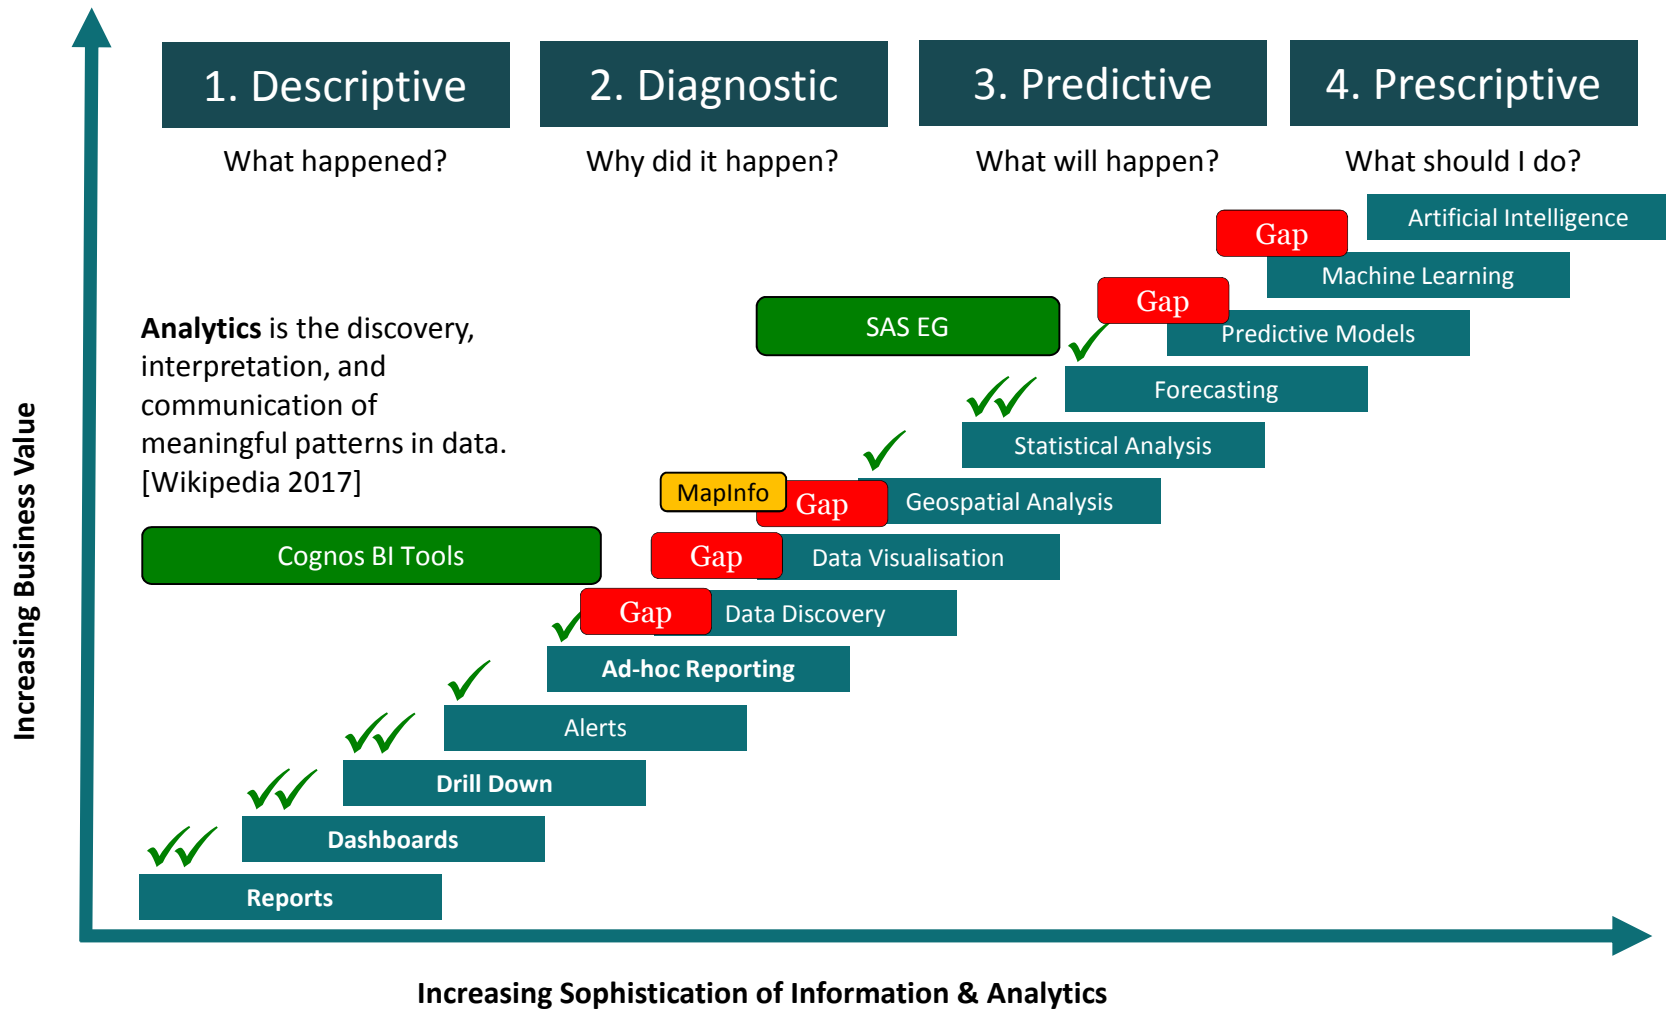 1. Descriptive
2. Diagnostic
3. Predictive
4. Prescriptive
What happened?
Why did it happen?
What will happen?
What should I do?
Artificial Intelligence
Gap
Machine Learning
Gap
Predictive Models
SAS EG
Forecasting
Analytics is the discovery,
interpretation, and
communication of
meaningful patterns in data.
[Wikipedia 2017]
Statistical Analysis
MapInfo
Gap
Geospatial Analysis
Cognos BI Tools
Gap
Data Visualisation
Gap
Data Discovery
Ad-hoc Reporting
Alerts
Drill Down
Dashboards
Reports
Increasing Business Value
Increasing Sophistication of Information & Analytics